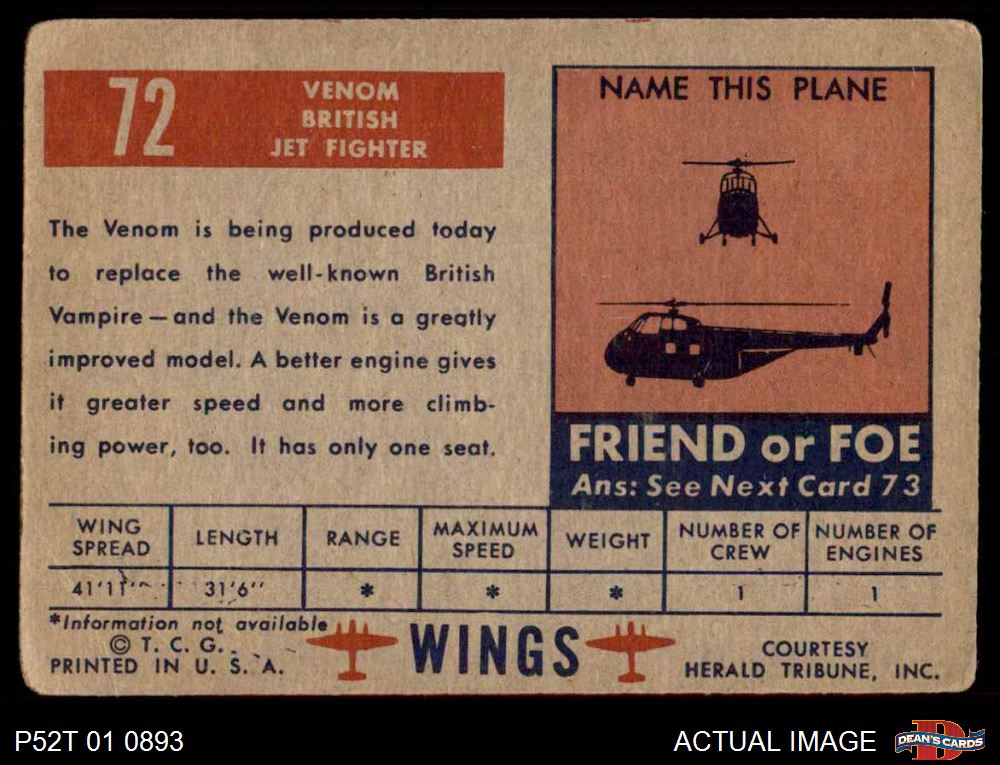 72
VENOM
BRITISH
JET FIGHTER
The Venom is being produced today
to replace the well-known British
Vampire — and the Venom is a greatly
improved model. A better engine gives
it greater speed and more climb-
ing power, too. It has only one seat.
NAME THIS PLANE
FRIEND or FOE
Ans: See Next Card 73
WING SPREAD LENGTH RANGE MAXIMUM SPEED WEIGHT NUMBER OF CREW NUMBER OF ENGINES
41'11" 31'6'' * * * 1 1
*Information not available
© T. C. G.
PRINTED IN U. S. A.
WINGS
COURTESY
HERALD TRIBUNE, INC.
P52T 01 0893
ACTUAL IMAGE
DEAN'S CARDS